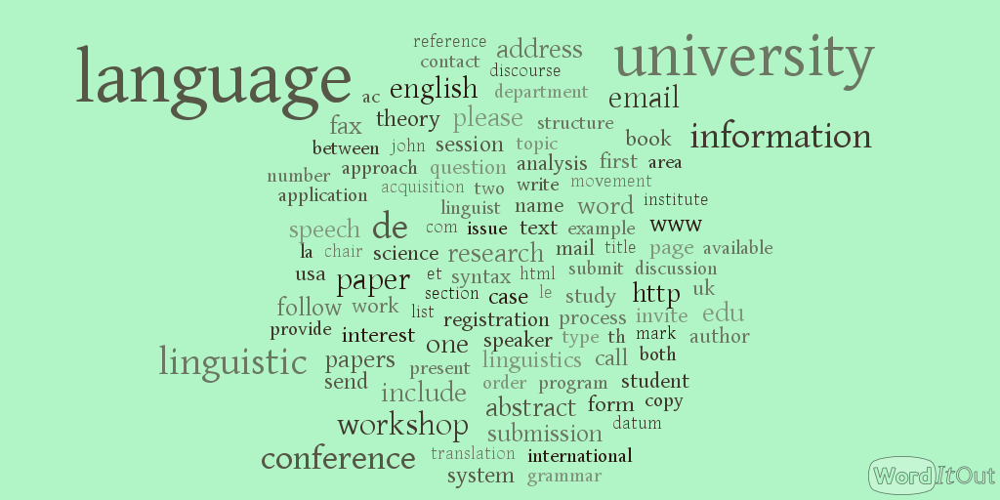 reference address university
language contact discourse
ac english department email
fax theory please structure book information
between john session topic
number approach question analysis first area
application acquisition two write movement
linguist name word institute
speech de com issue text example www
la chair science research mail title page available
usa paper et syntax html submit discussion
section case le study http uk
follow work list registration process invite edu
provide interest one speaker type th mark author
linguistic papers present linguistics call both
send include order program student
abstract form copy
workshop submission datum
conference translation international
system grammar
WordItOut